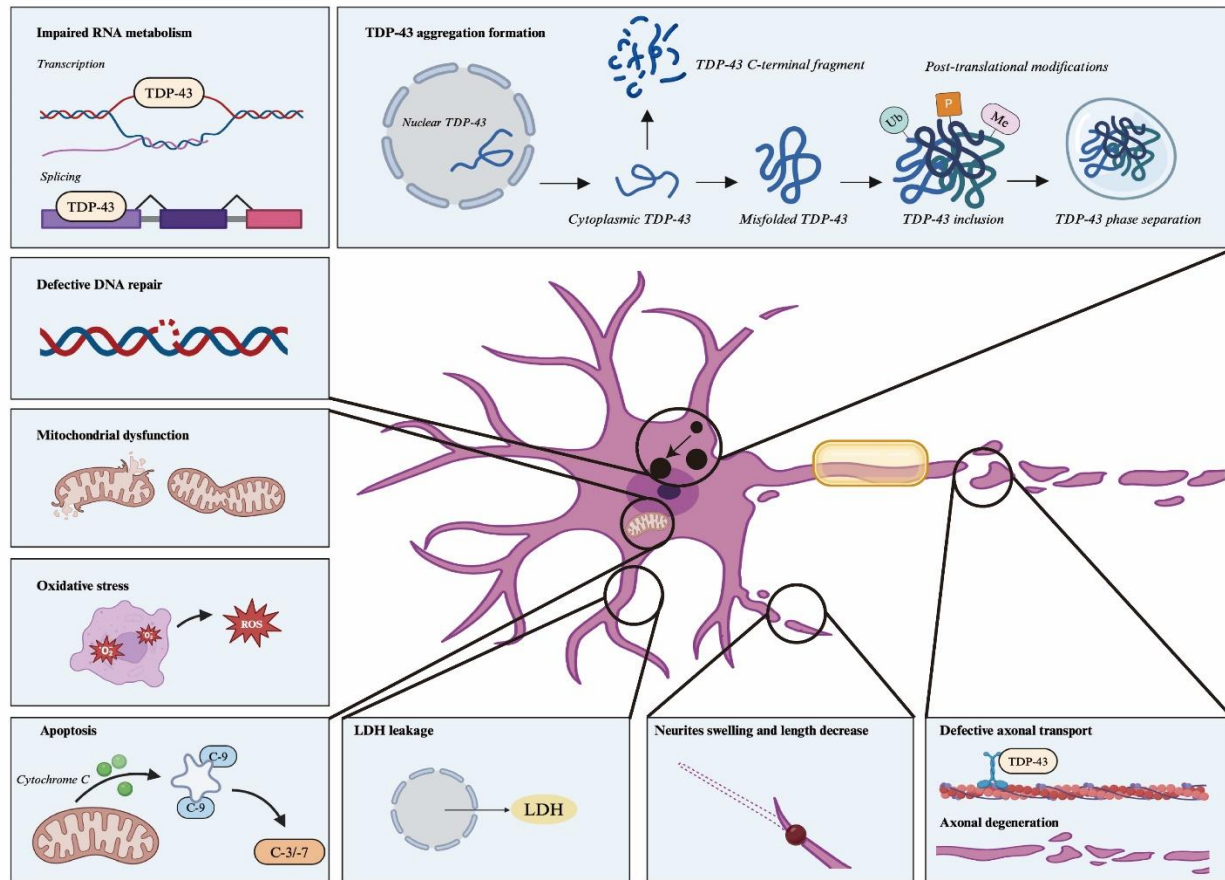 Impaired RNA metabolism
Transcription
TDP-43
Splicing
TDP-43
TDP-43 aggregation formation
Nuclear TDP-43
TDP-43 C-terminal fragment
Post-translational modifications
Ub
P
Me
Cytoplasmic TDP-43
Misfolded TDP-43
TDP-43 inclusion
TDP-43 phase separation
Defective DNA repair
Mitochondrial dysfunction
Oxidative stress
O₂⁻
ROS
Apoptosis
Cytochrome C
C-9
C-9
C-3/-7
LDH leakage
LDH
Neurites swelling and length decrease
Defective axonal transport
TDP-43
Axonal degeneration